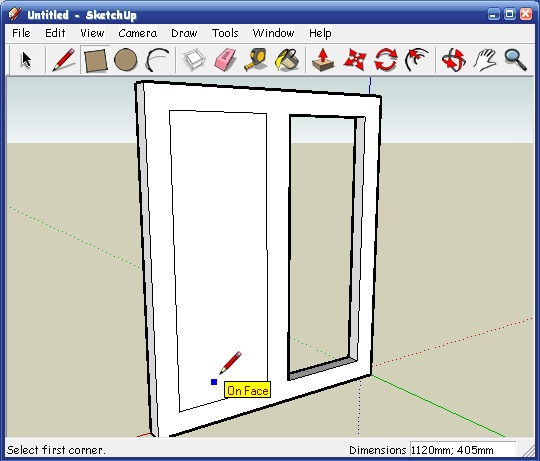 Untitled - SketchUp
File Edit View Camera Draw Tools Window Help
On Face
Select first corner. Dimensions 1120mm; 405mm